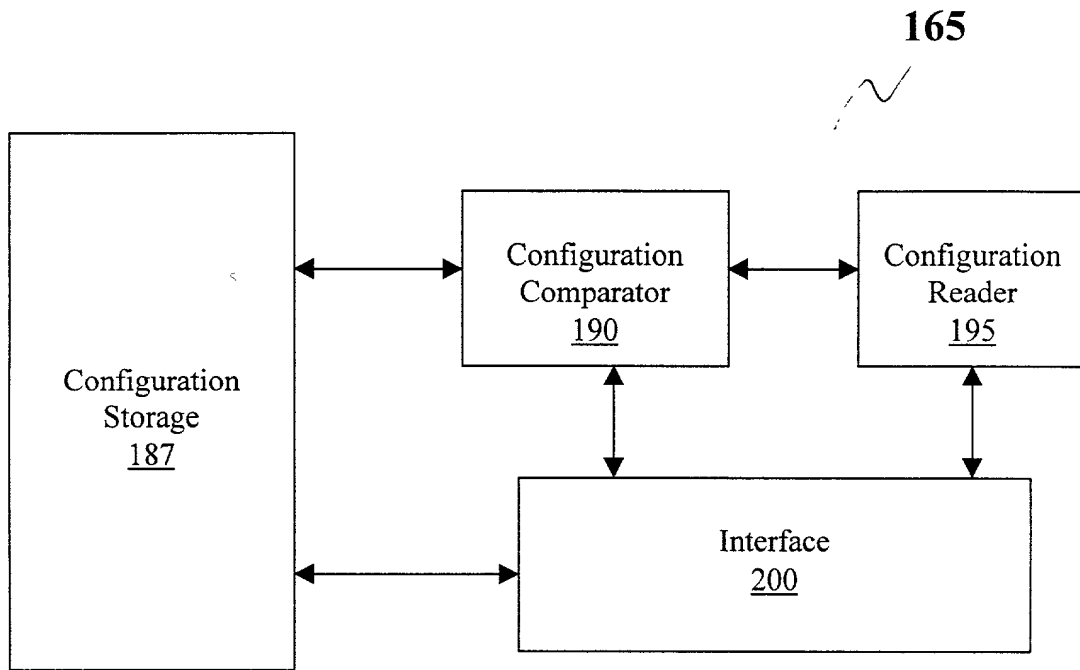 165
Configuration
Storage
187
Configuration
Comparator
190
Configuration
Reader
195
Interface
200